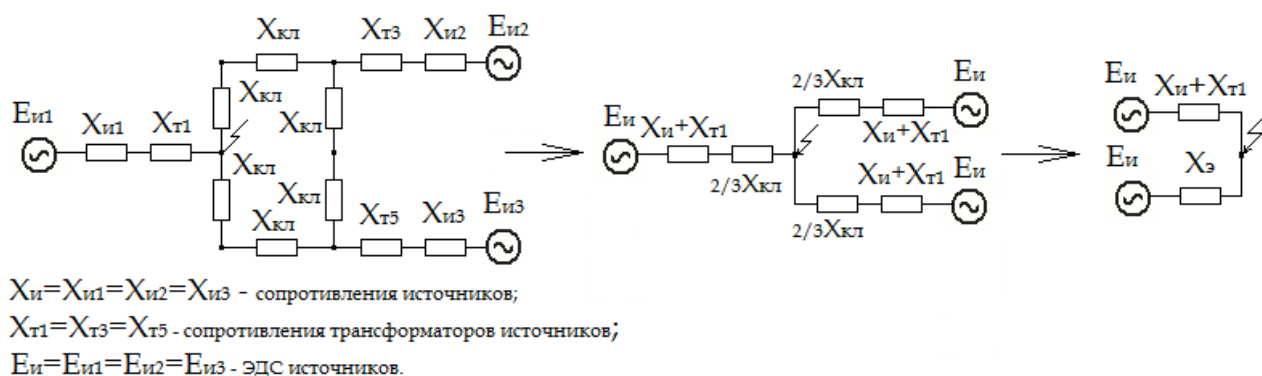 Xкл Xт3 Xи2 Eи2
Eи1 Xи1 Xт1 Xкл Xкл
Xкл Xкл
Xкл Xт5 Xи3 Eи3
Eи Xи+Xт1 2/3Xкл
2/3Xкл Xи+Xт1 Eи
2/3Xкл Xи+Xт1 Eи
Eи Xи+Xт1
Eи Xэ
Xи=Xи1=Xи2=Xи3 - сопротивления источников;
Xт1=Xт3=Xт5 - сопротивления трансформаторов источников;
Eи=Eи1=Eи2=Eи3 - ЭДС источников.